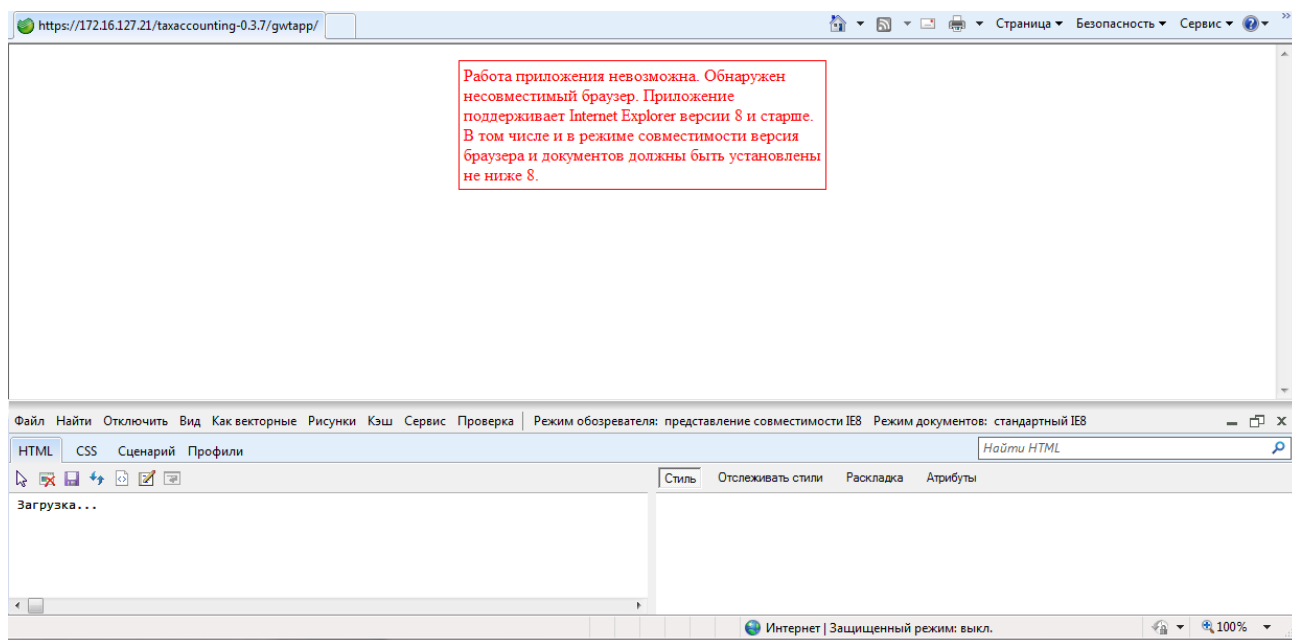 https://172.16.127.21/taxaccounting-0.3.7/gwtapp/
Страница Безопасность Сервис
Работа приложения невозможна. Обнаружен
несовместимый браузер. Приложение
поддерживает Internet Explorer версии 8 и старше.
В том числе и в режиме совместимости версия
браузера и документов должны быть установлены
не ниже 8.
Файл Найти Отключить Вид Как векторные Рисунки Кэш Сервис Проверка Режим обозревателя: представление совместимости IE8 Режим документов: стандартный IE8
HTML CSS Сценарий Профили Найти HTML
Стиль Отслеживать стили Раскладка Атрибуты
Загрузка...
Интернет | Защищенный режим: выкл. 100%